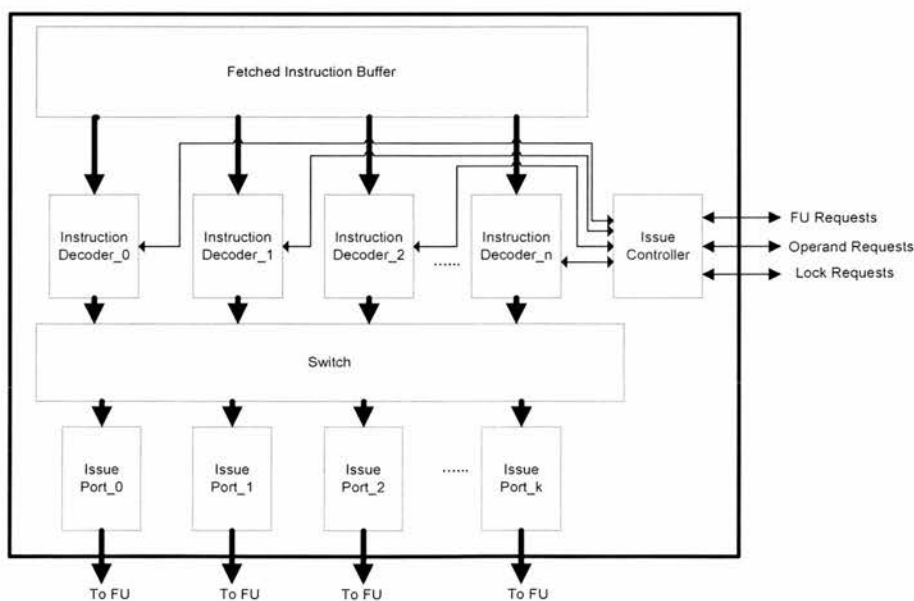 Fetched Instruction Buffer
Instruction
Decoder_0
Instruction
Decoder_1
Instruction
Decoder_2
......
Instruction
Decoder_n
Issue
Controller
FU Requests
Operand Requests
Lock Requests
Switch
Issue
Port_0
Issue
Port_1
Issue
Port_2
......
Issue
Port_k
To FU
To FU
To FU
To FU